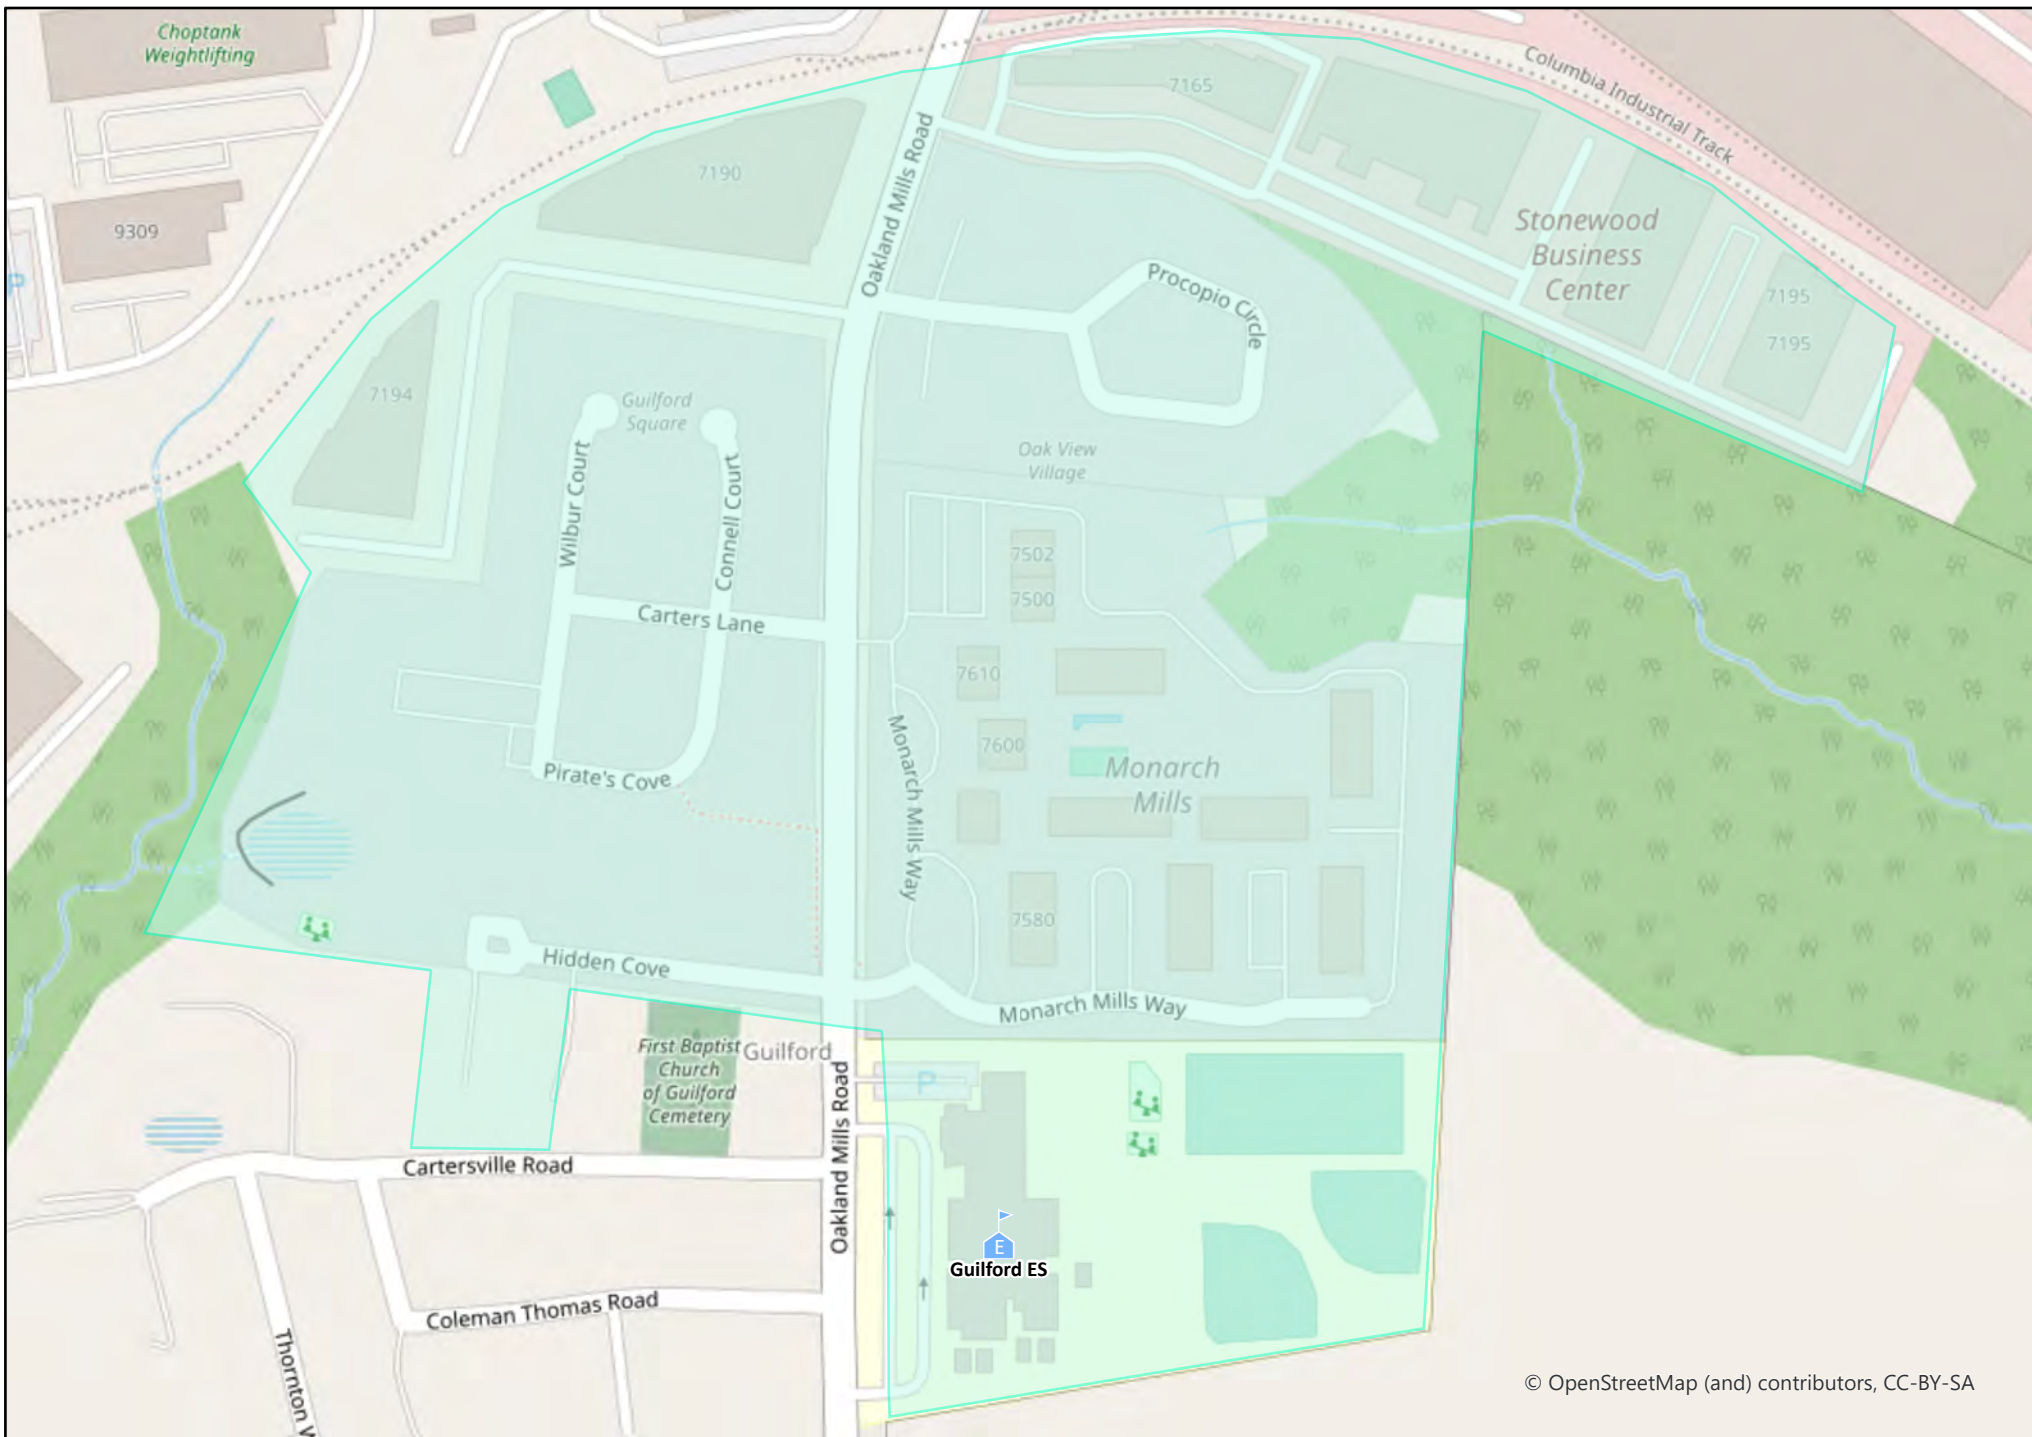 Choptank
Weightlifting
7165
Columbia Industrial Track
7190
Oakland Mills Road
9309
P
Stonewood
Business
Center
Procopio Circle
7195
7195
7194
Guilford
Square
Wilbur Court
Connell Court
Oak View
Village
7502
7500
Carters Lane
7610
Monarch Mills Way
7600
Monarch
Mills
Pirate's Cove
7580
Hidden Cove
Monarch Mills Way
First Baptist
Church
of Guilford
Cemetery
Guilford
P
Oakland Mills Road
Cartersville Road
E
Guilford ES
Coleman Thomas Road
Thornton W
© OpenStreetMap (and) contributors, CC-BY-SA